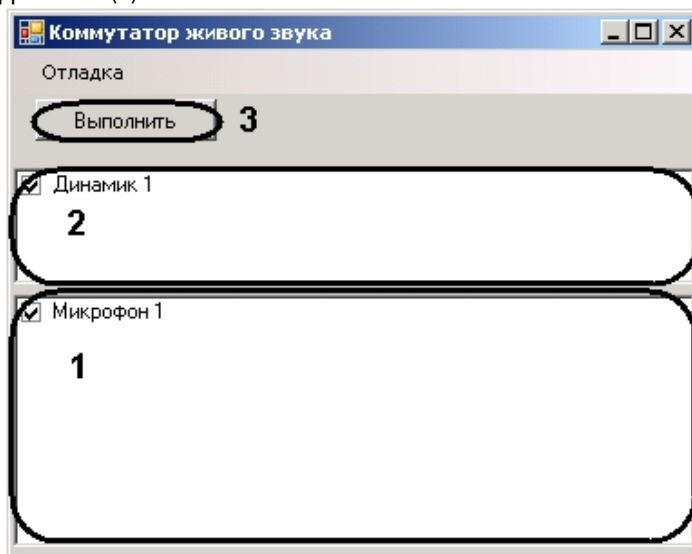 Коммутатор живого звука
Отладка
Выполнить 3
Динамик 1
2
Микрофон 1
1